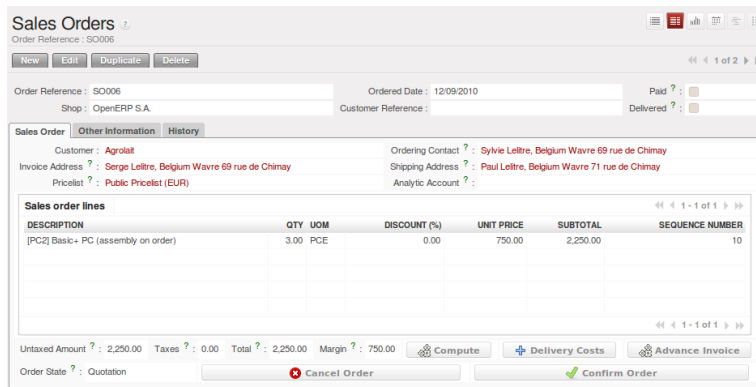 Sales Orders ?
Order Reference : SO006
New Edit Duplicate Delete 1 of 2
Order Reference : SO006 Ordered Date : 12/09/2010 Paid ? :
Shop : OpenERP S.A. Customer Reference : Delivered ? :
Sales Order Other Information History
Customer : Agrolait Ordering Contact ? : Sylvie Lelitre, Belgium Wavre 69 rue de Chimay
Invoice Address ? : Serge Lelitre, Belgium Wavre 69 rue de Chimay Shipping Address ? : Paul Lelitre, Belgium Wavre 71 rue de Chimay
Pricelist ? : Public Pricelist (EUR) Analytic Account ? :
Sales order lines 1 - 1 of 1
DESCRIPTION QTY UOM DISCOUNT (%) UNIT PRICE SUBTOTAL SEQUENCE NUMBER
[PC2] Basic+ PC (assembly on order) 3.00 PCE 0.00 750.00 2,250.00 10
1 - 1 of 1
Untaxed Amount ? : 2,250.00 Taxes ? : 0.00 Total ? : 2,250.00 Margin ? : 750.00 Compute Delivery Costs Advance Invoice
Order State ? : Quotation Cancel Order Confirm Order